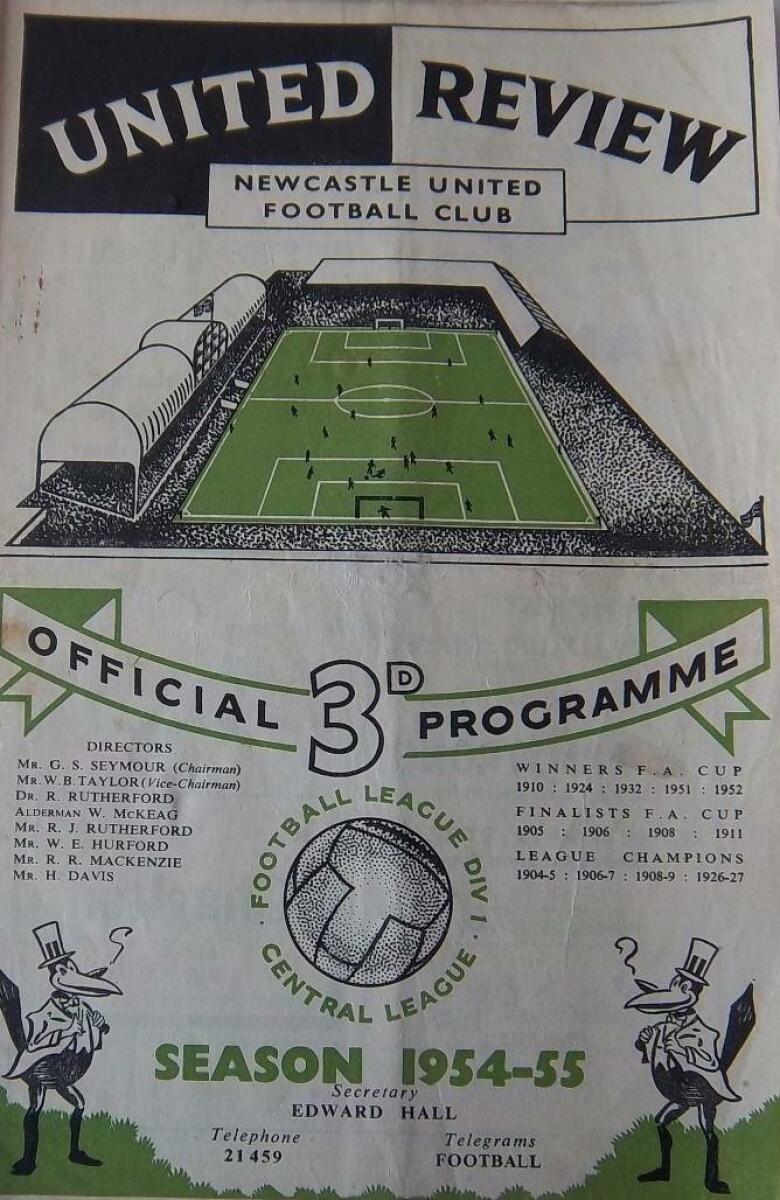 UNITED REVIEW
NEWCASTLE UNITED
FOOTBALL CLUB
OFFICIAL 3D PROGRAMME
DIRECTORS
MR. G. S. SEYMOUR (Chairman)
MR. W. B. TAYLOR (Vice-Chairman)
DR. R. RUTHERFORD
ALDERMAN W. McKEAG
MR. R. J. RUTHERFORD
MR. W. E. HURFORD
MR. R. R. MACKENZIE
MR. H. DAVIS
WINNERS F.A. CUP
1910 : 1924 : 1932 : 1951 : 1952
FINALISTS F.A. CUP
1905 : 1906 : 1908 : 1911
LEAGUE CHAMPIONS
1904-5 : 1906-7 : 1908-9 : 1926-27
· FOOTBALL LEAGUE DIV 1 ·
CENTRAL LEAGUE
SEASON 1954-55
Secretary
EDWARD HALL
Telephone
21459
Telegrams
FOOTBALL